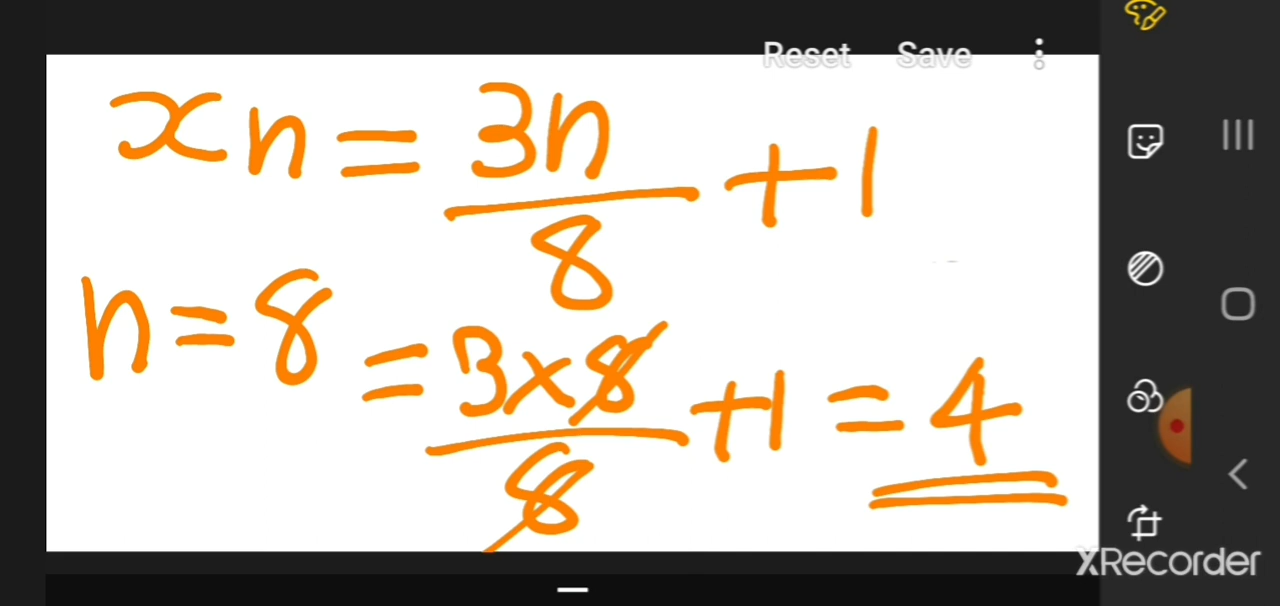 Reset Save
xn = 3n/8 + 1
n = 8
= 3 × 8/8 + 1 = 4
XRecorder